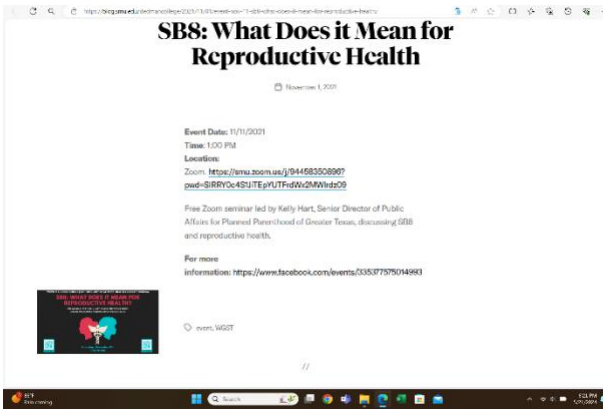 SB8: What Does it Mean for
Reproductive Health
November 1, 2021
Event Date: 11/11/2021
Time: 1:00 PM
Location:
Zoom. https://smu.zoom.us/j/94458350896?
Free Zoom seminar led by Kelly Hart, Senior Director of Public
Affairs for Planned Parenthood of Greater Texas, discussing SB8
and reproductive health.
For more
information: https://www.facebook.com/events/335377575014993
SB8: WHAT DOES IT MEAN FOR
REPRODUCTIVE HEALTH?
event, WGST
//
Rain coming
Search